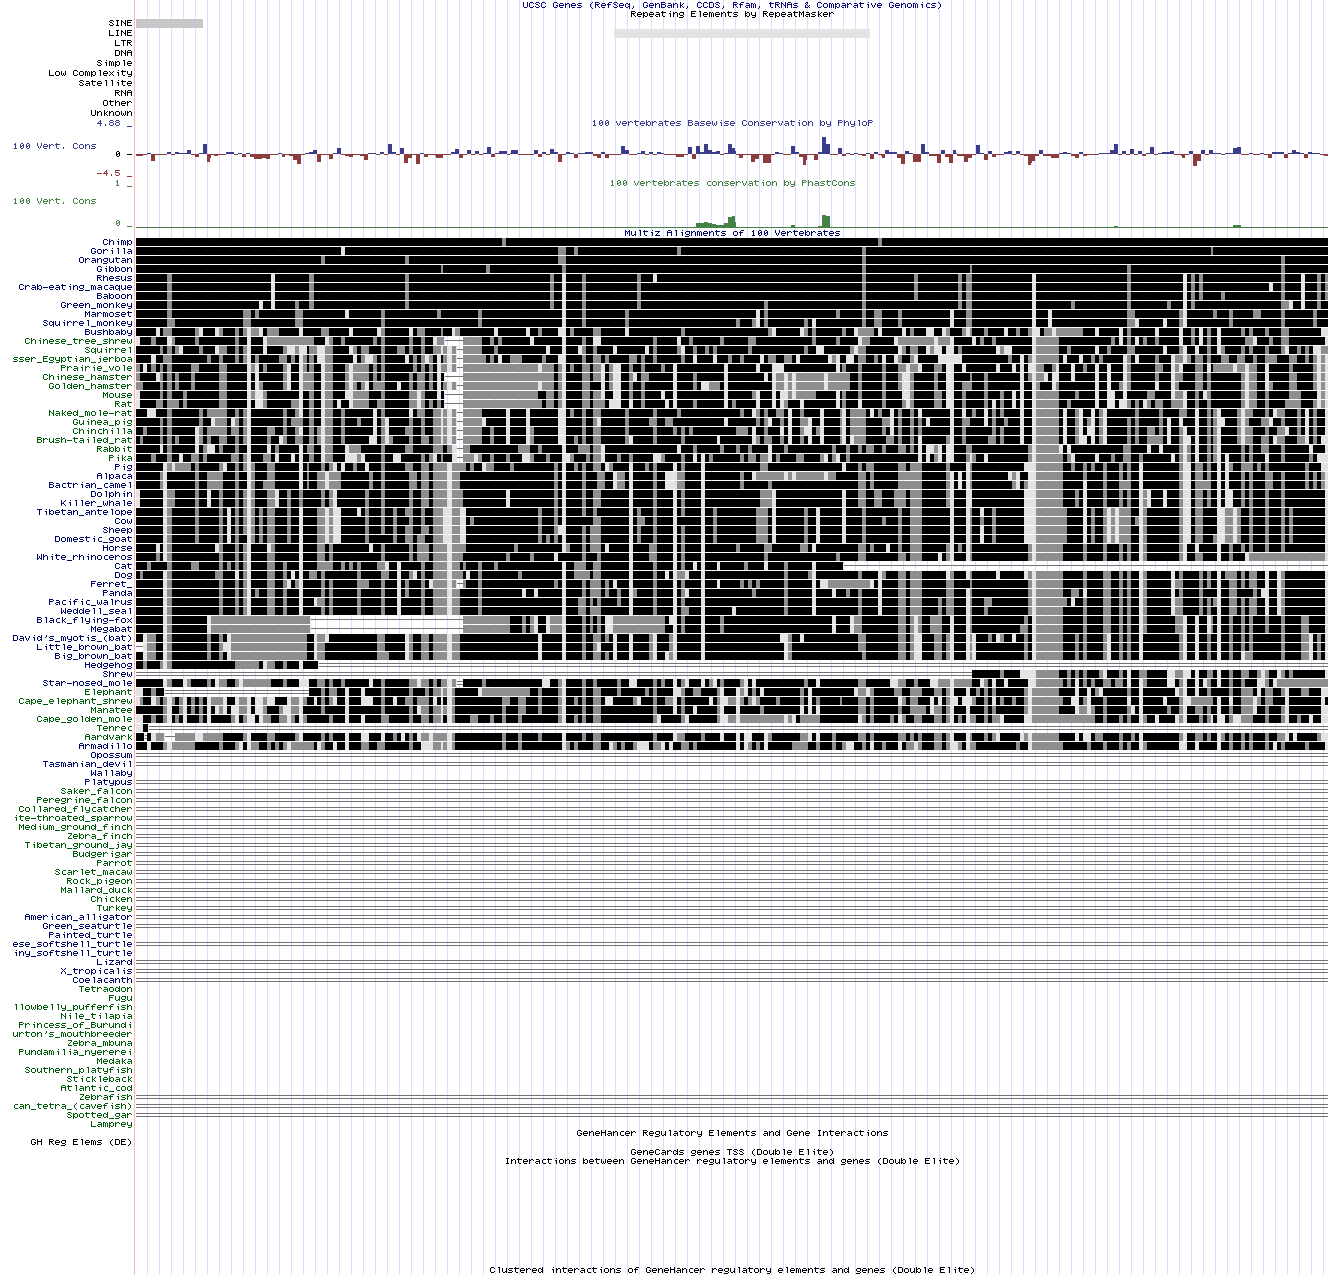 UCSC Genes (RefSeq, GenBank, CCDS, Rfam, tRNAs & Comparative Genomics)
Repeating Elements by RepeatMasker
SINE
LINE
LTR
DNA
Simple
Low Complexity
Satellite
RNA
Other
Unknown
4.88 _
100 vertebrates Basewise Conservation by PhyloP
100 Vert. Cons
0 -
-4.5 _
1 _
100 vertebrates conservation by PhastCons
100 Vert. Cons
0 _
Multiz Alignments of 100 Vertebrates
Chimp
Gorilla
Orangutan
Gibbon
Rhesus
Crab-eating_macaque
Baboon
Green_monkey
Marmoset
Squirrel_monkey
Bushbaby
Chinese_tree_shrew
Squirrel
sser_Egyptian_jerboa
Prairie_vole
Chinese_hamster
Golden_hamster
Mouse
Rat
Naked_mole-rat
Guinea_pig
Chinchilla
Brush-tailed_rat
Rabbit
Pika
Pig
Alpaca
Bactrian_camel
Dolphin
Killer_whale
Tibetan_antelope
Cow
Sheep
Domestic_goat
Horse
White_rhinoceros
Cat
Dog
Ferret_
Panda
Pacific_walrus
Weddell_seal
Black_flying-fox
Megabat
David's_myotis_(bat)
Little_brown_bat
Big_brown_bat
Hedgehog
Shrew
Star-nosed_mole
Elephant
Cape_elephant_shrew
Manatee
Cape_golden_mole
Tenrec
Aardvark
Armadillo
Opossum
Tasmanian_devil
Wallaby
Platypus
Saker_falcon
Peregrine_falcon
Collared_flycatcher
ite-throated_sparrow
Medium_ground_finch
Zebra_finch
Tibetan_ground_jay
Budgerigar
Parrot
Scarlet_macaw
Rock_pigeon
Mallard_duck
Chicken
Turkey
American_alligator
Green_seaturtle
Painted_turtle
ese_softshell_turtle
iny_softshell_turtle
Lizard
X_tropicalis
Coelacanth
Tetraodon
Fugu
llowbelly_pufferfish
Nile_tilapia
Princess_of_Burundi
urton's_mouthbreeder
Zebra_mbuna
Pundamilia_nyererei
Medaka
Southern_platyfish
Stickleback
Atlantic_cod
Zebrafish
can_tetra_(cavefish)
Spotted_gar
Lamprey
GeneHancer Regulatory Elements and Gene Interactions
GH Reg Elems (DE)
GeneCards genes TSS (Double Elite)
Interactions between GeneHancer regulatory elements and genes (Double Elite)
Clustered interactions of GeneHancer regulatory elements and genes (Double Elite)